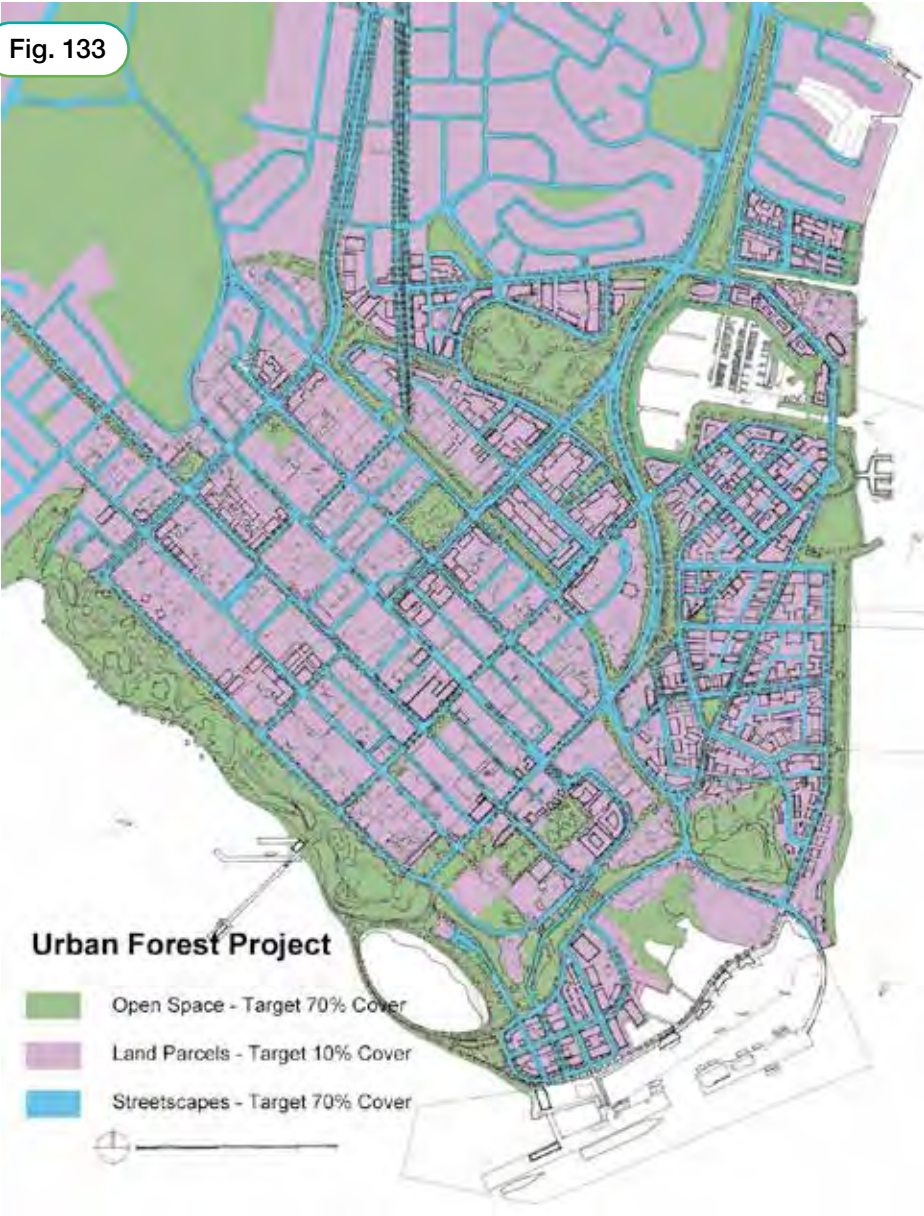 Fig. 133
Urban Forest Project
Open Space - Target 70% Cover
Land Parcels - Target 10% Cover
Streetscapes - Target 70% Cover